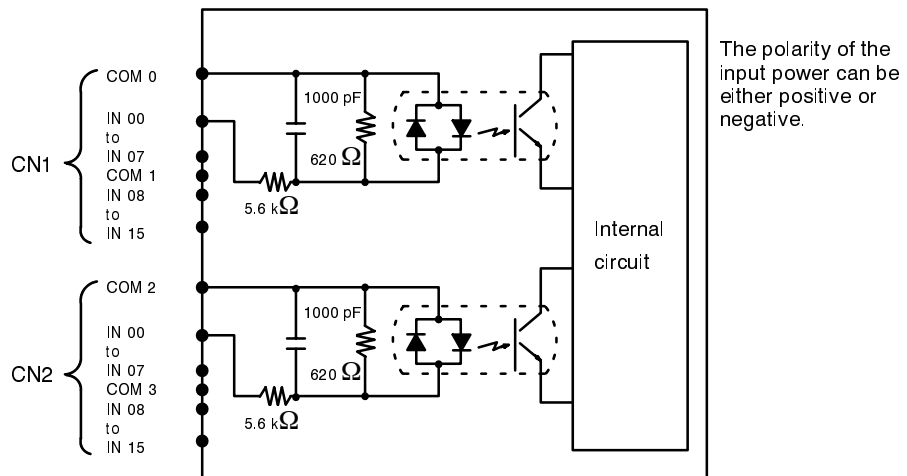 COM 0
IN 00
to
IN 07
COM 1
IN 08
to
IN 15
CN1
1000 pF
620 Ω
5.6 kΩ
The polarity of the
input power can be
either positive or
negative.
Internal
circuit
COM 2
IN 00
to
IN 07
COM 3
IN 08
to
IN 15
CN2
1000 pF
620 Ω
5.6 kΩ